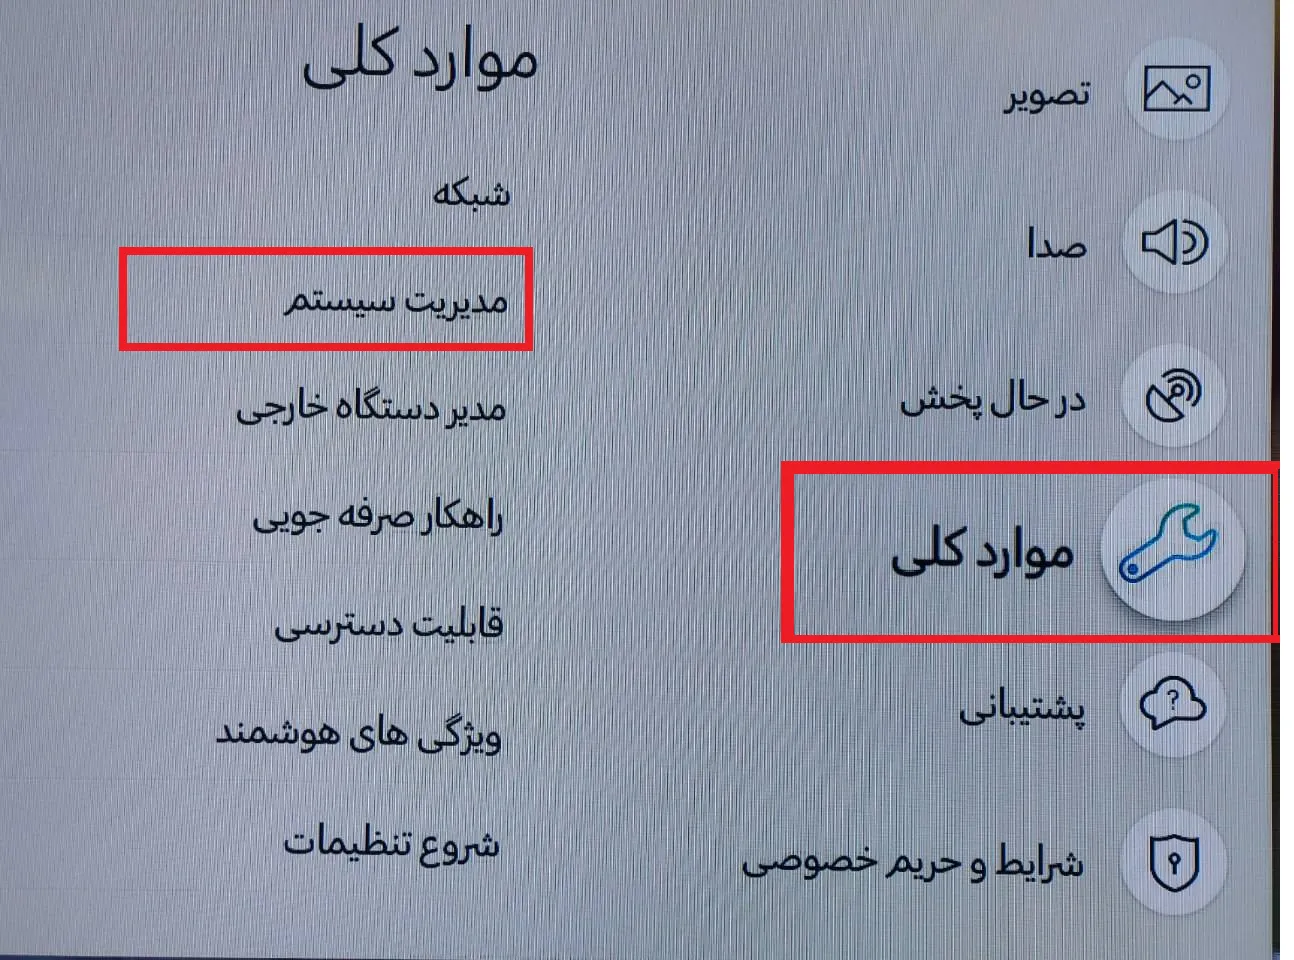 تصویر
صدا
در حال پخش
موارد کلی
پشتیبانی
شرایط و حریم خصوصی
موارد کلی
شبکه
مدیریت سیستم
مدیر دستگاه خارجی
راهکار صرفه جویی
قابلیت دسترسی
ویژگی های هوشمند
شروع تنظیمات